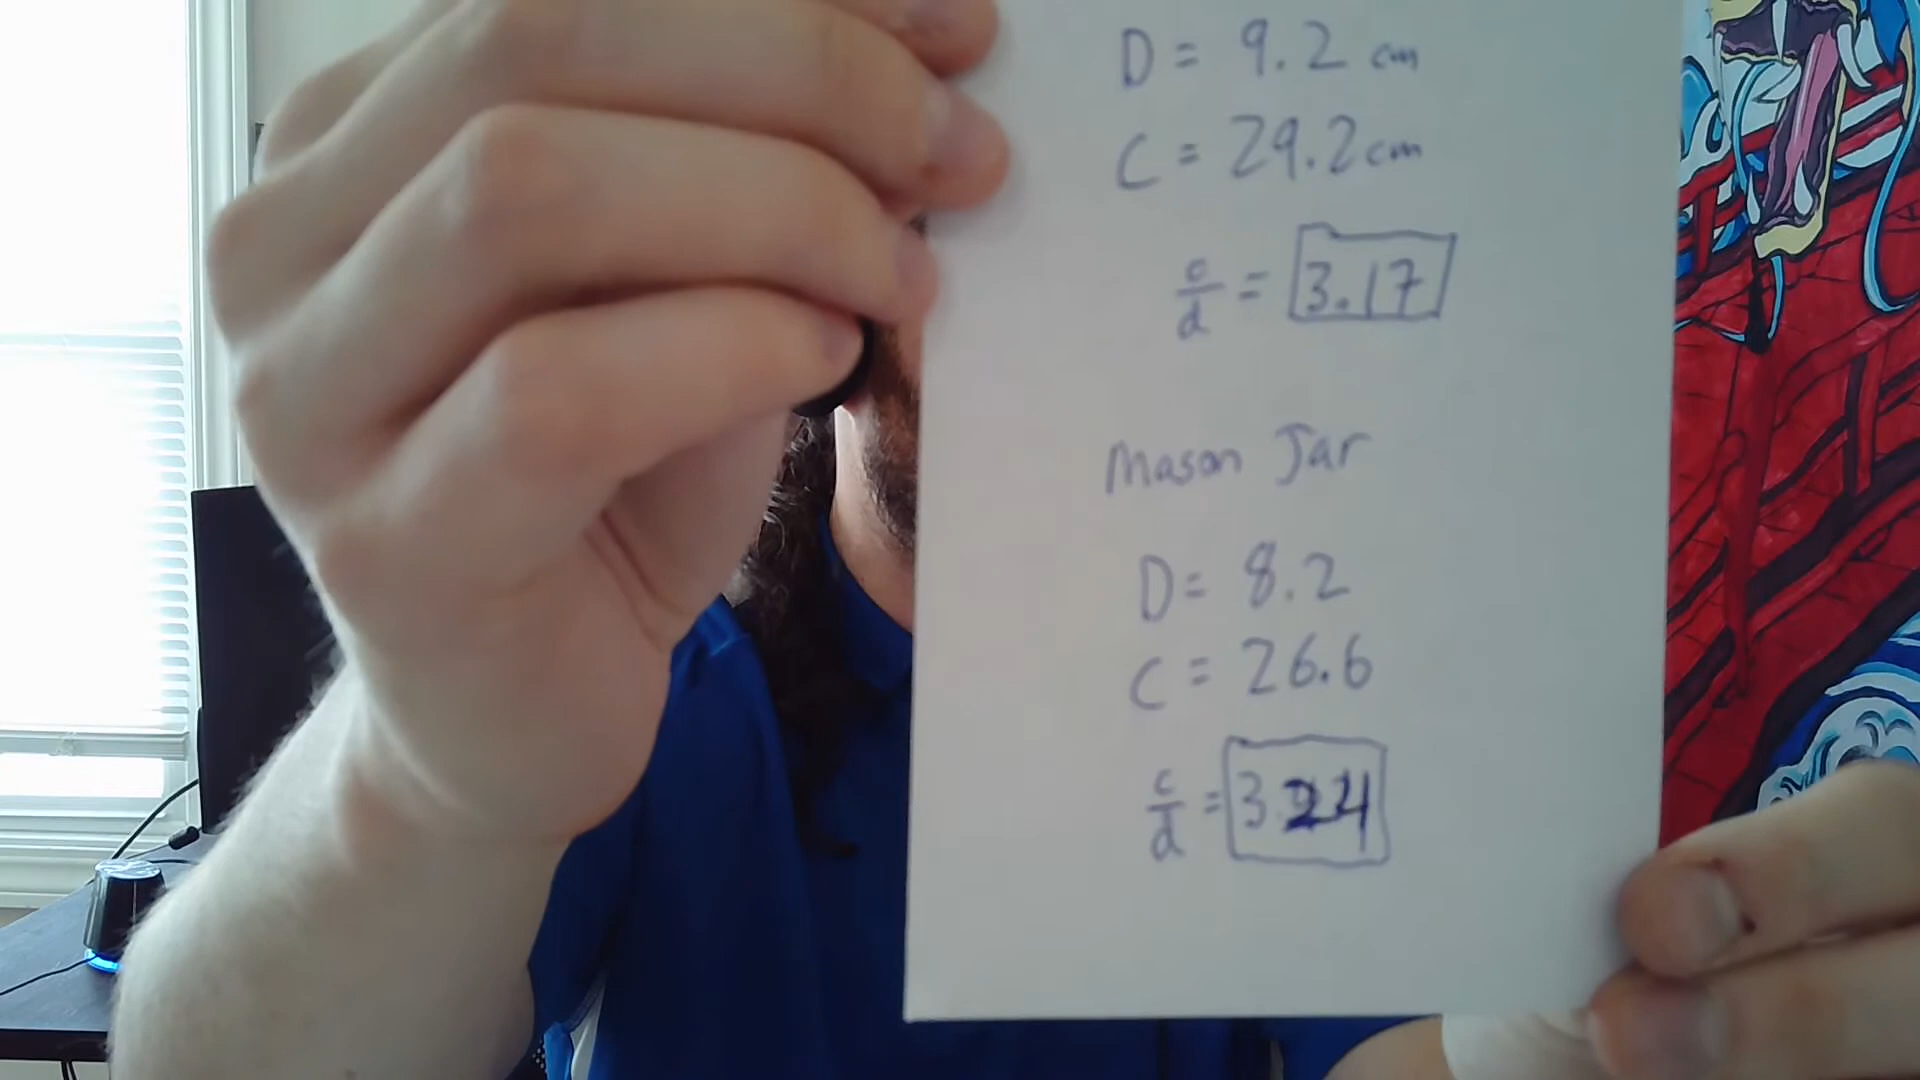 D = 9.2 cm
C = 29.2 cm
c/d = 3.17
Mason Jar
D = 8.2
C = 26.6
c/d = 3.24